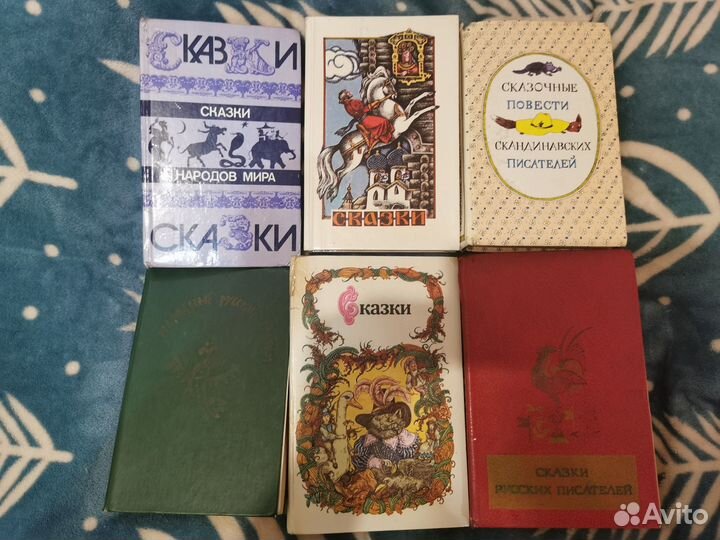 СКАЗКИ
СКАЗКИ
НАРОДОВ МИРА
СКАЗКИ
СКАЗКИ
СКАЗОЧНЫЕ
ПОВЕСТИ
СКАНДИНАВСКИХ
ПИСАТЕЛЕЙ
Сказки
СКАЗКИ
РУССКИХ ПИСАТЕЛЕЙ
Avito